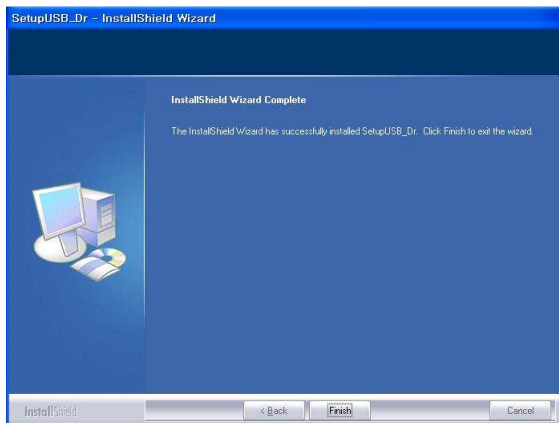 SetupUSB_Dr - InstallShield Wizard
InstallShield Wizard Complete
The InstallShield Wizard has successfully installed SetupUSB_Dr. Click Finish to exit the wizard.
InstallShield
< Back
Finish
Cancel